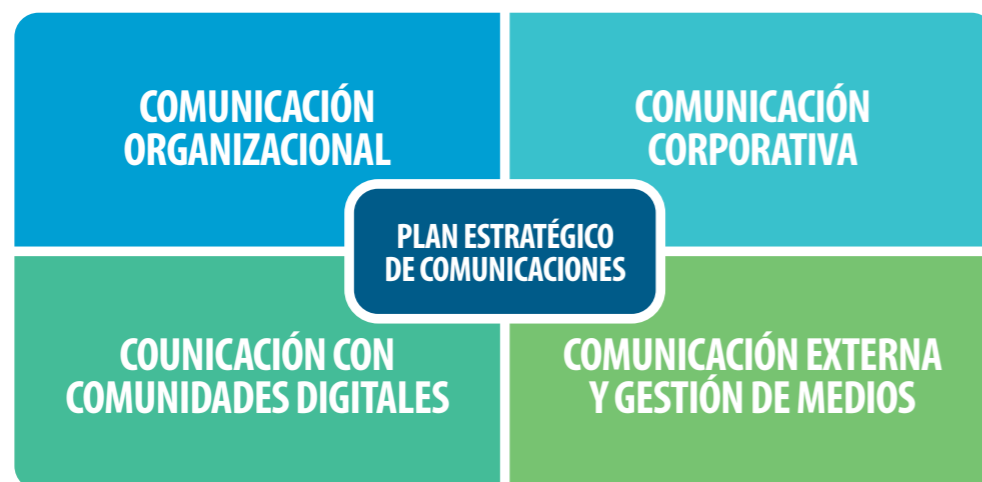 COMUNICACIÓN
ORGANIZACIONAL
COMUNICACIÓN
CORPORATIVA
PLAN ESTRATÉGICO
DE COMUNICACIONES
COUNICACIÓN CON
COMUNIDADES DIGITALES
COMUNICACIÓN EXTERNA
Y GESTIÓN DE MEDIOS